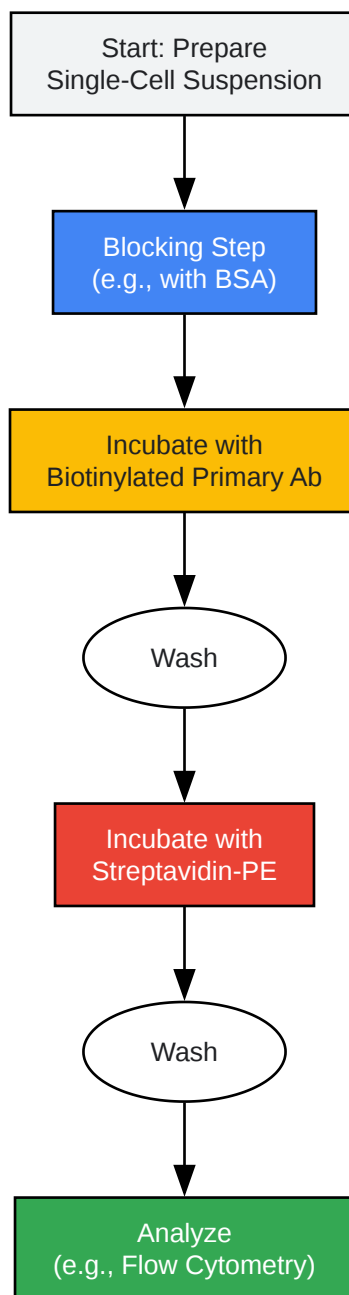 Start: Prepare
Single-Cell Suspension
Blocking Step
(e.g., with BSA)
Incubate with
Biotinylated Primary Ab
Wash
Incubate with
Streptavidin-PE
Wash
Analyze
(e.g., Flow Cytometry)